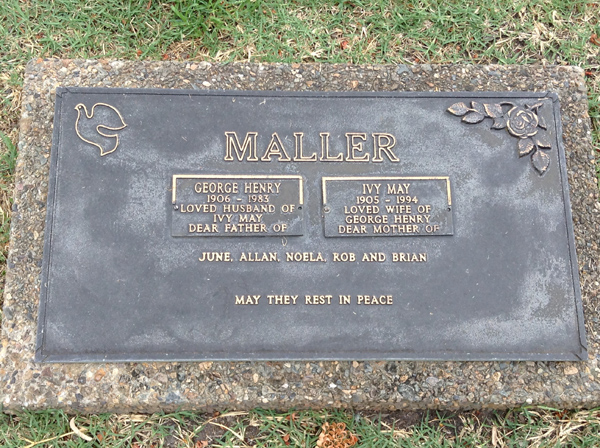 MALLER
GEORGE HENRY
1906 - 1983
LOVED HUSBAND OF
IVY MAY
DEAR FATHER OF
IVY MAY
1905 - 1994
LOVED WIFE OF
GEORGE HENRY
DEAR MOTHER OF
JUNE, ALLAN, NOELA, ROB AND BRIAN
MAY THEY REST IN PEACE